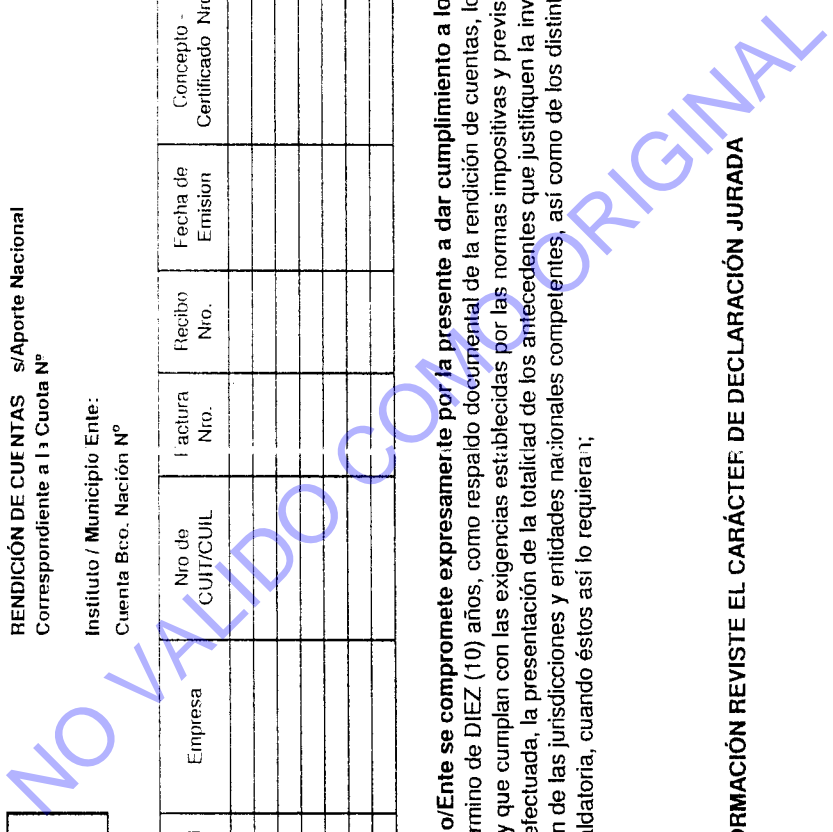 RENDICIÓN DE CUENTAS s/Aporte Nacional
Correspondiente a la Cuota Nº
Instituto / Municipio Ente:
Cuenta Bco. Nación Nº
Empresa
Nro de CUIT/CUIL
Factura Nro.
Recibo Nro.
Fecha de Emision
Concepto - Certificado Nro
o/Ente se compromete expresamente por la presente a dar cumplimiento a lo
rmino de DIEZ (10) años, como respaldo documental de la rendición de cuentas, lo
y que cumplan con las exigencias establecidas por las normas impositivas y previs
efectuada, la presentación de la totalidad de los antecedentes que justifiquen la inv
n de las jurisdicciones y entidades nacionales competentes, así como de los distint
ldatoria, cuando éstos así lo requieran;
RMACIÓN REVISTE EL CARÁCTER DE DECLARACIÓN JURADA
NO VALIDO COMO ORIGINAL